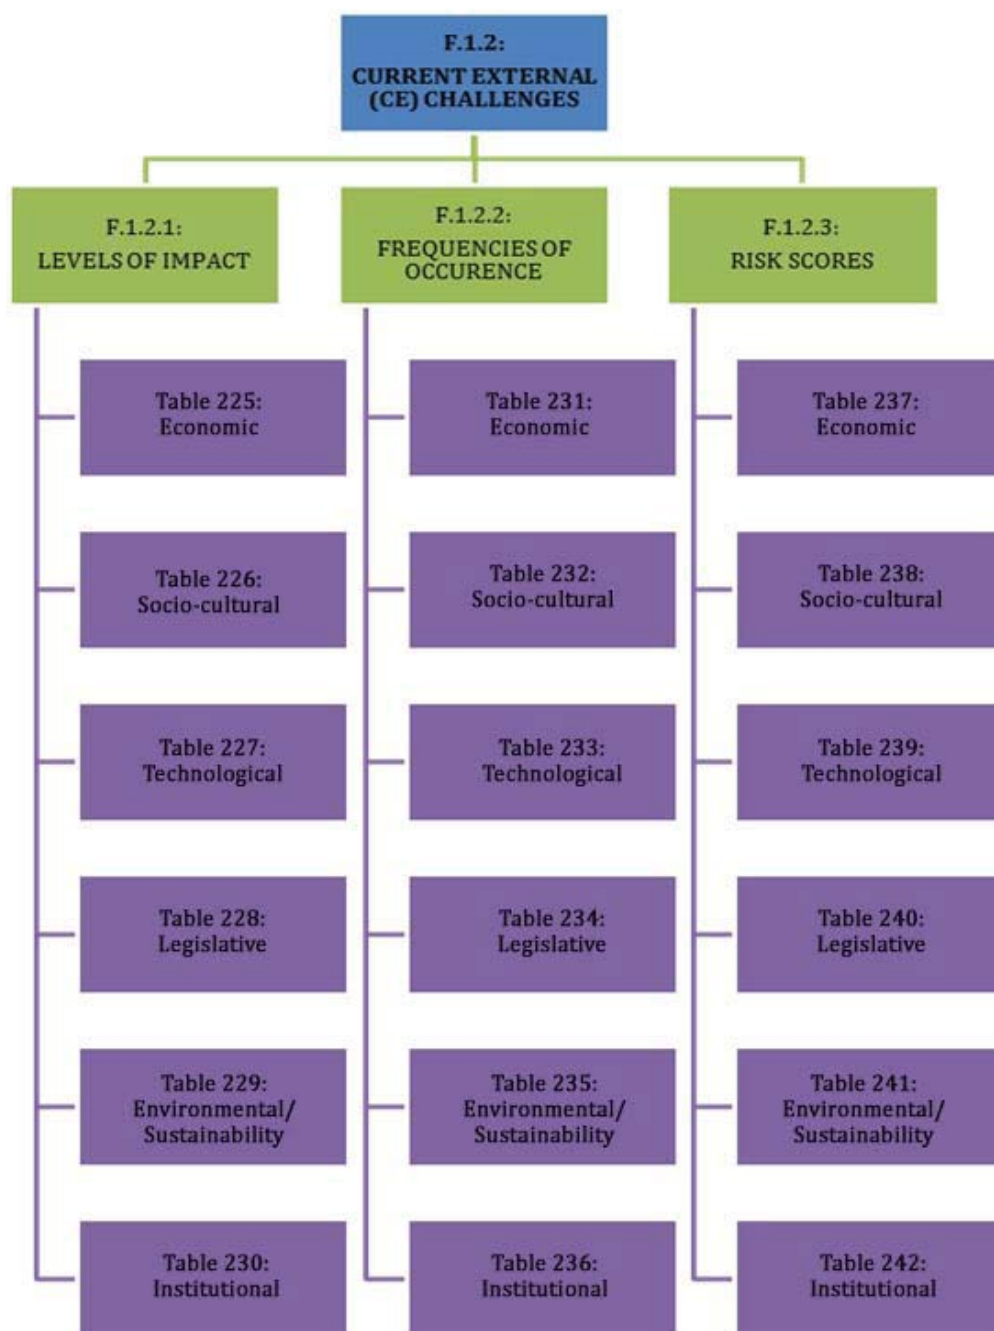 F.1.2:
CURRENT EXTERNAL
(CE) CHALLENGES
F.1.2.1:
LEVELS OF IMPACT
F.1.2.2:
FREQUENCIES OF
OCCURENCE
F.1.2.3:
RISK SCORES
Table 225:
Economic
Table 231:
Economic
Table 237:
Economic
Table 226:
Socio-cultural
Table 232:
Socio-cultural
Table 238:
Socio-cultural
Table 227:
Technological
Table 233:
Technological
Table 239:
Technological
Table 228:
Legislative
Table 234:
Legislative
Table 240:
Legislative
Table 229:
Environmental/
Sustainability
Table 235:
Environmental/
Sustainability
Table 241:
Environmental/
Sustainability
Table 230:
Institutional
Table 236:
Institutional
Table 242:
Institutional